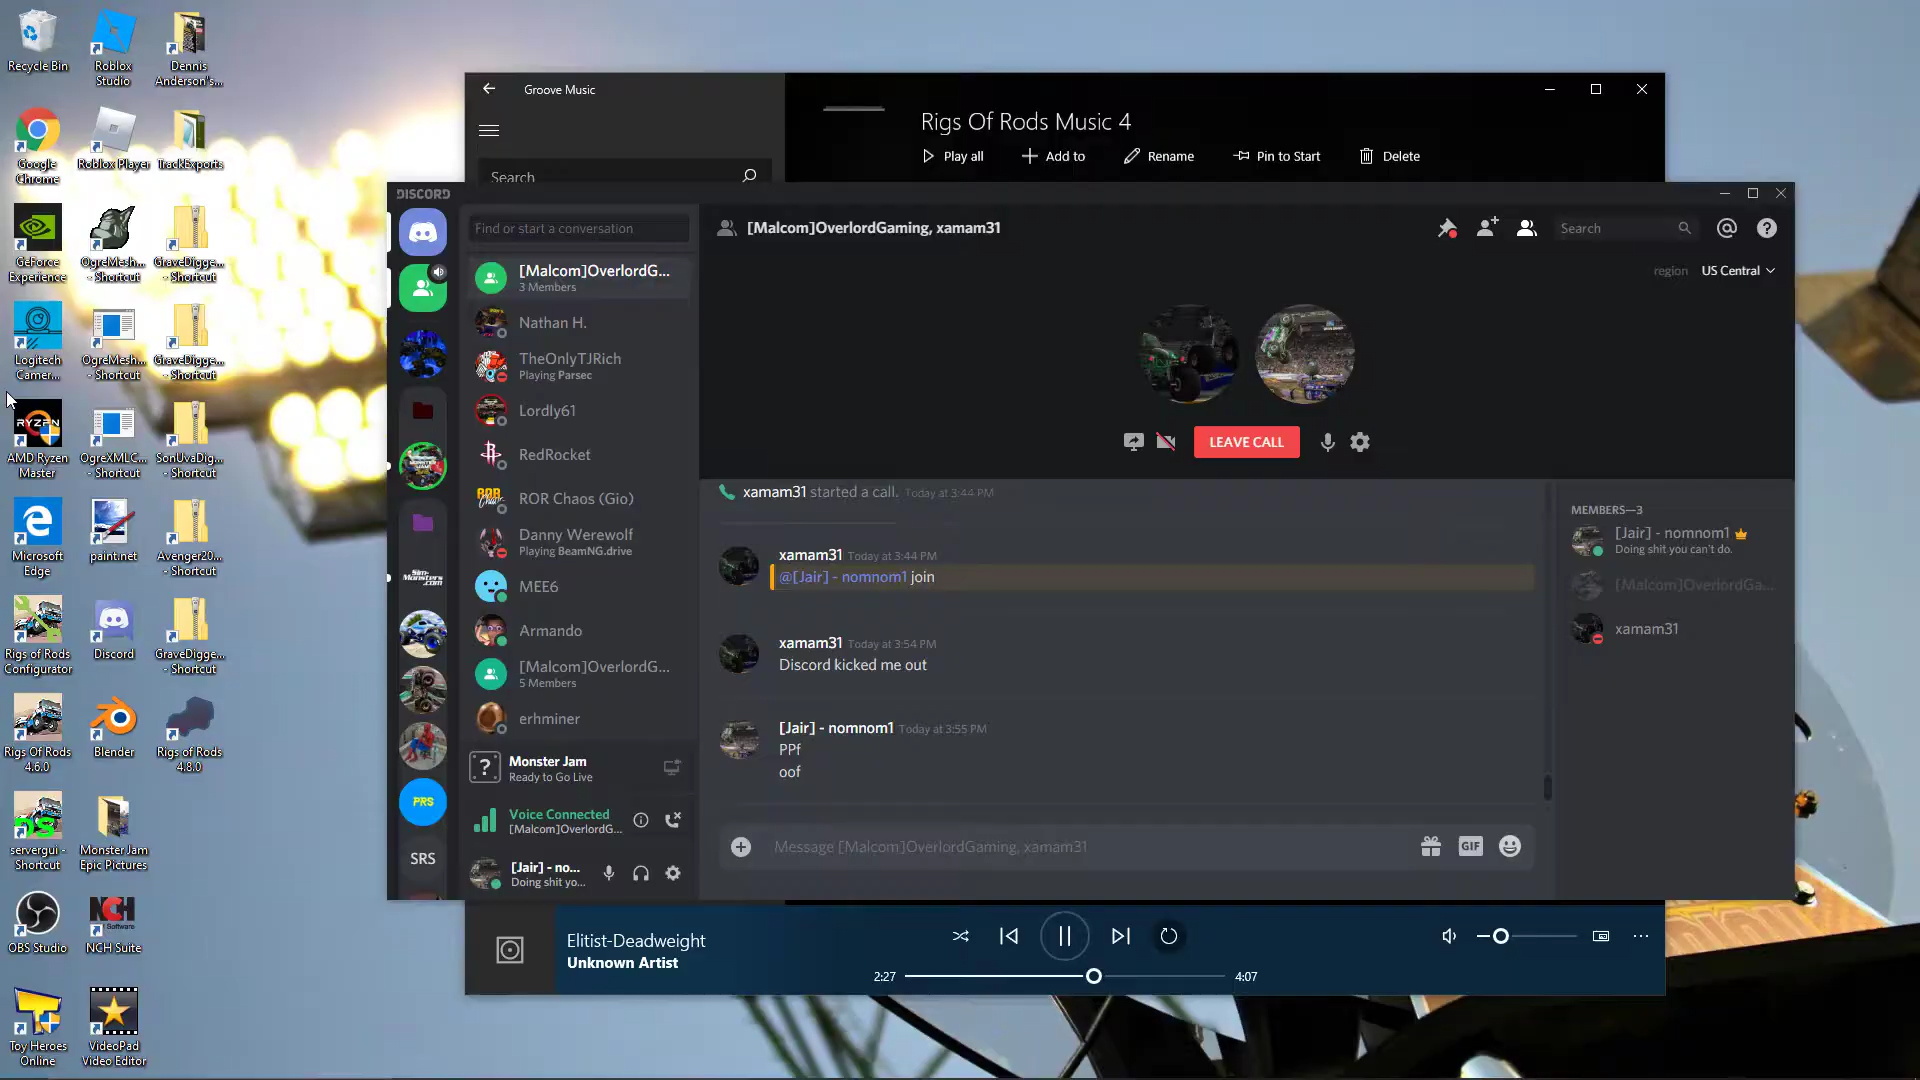 Recycle Bin
Roblox
Studio
Dennis
Anderson's...
Google
Chrome
Roblox Player
TrackExports
GeForce
Experience
OgreMesh...
- Shortcut
GraveDigge...
- Shortcut
Logitech
Camer...
OgreMesh...
- Shortcut
GraveDigge...
- Shortcut
RYZEN
AMD Ryzen
Master
OgreXMLC...
- Shortcut
SonUvaDig...
- Shortcut
Microsoft
Edge
paint.net
Avenger20...
- Shortcut
Rigs of Rods
Configurator
Discord
GraveDigge...
- Shortcut
Rigs Of Rods
4.6.0
Blender
Rigs of Rods
4.8.0
servergui -
Shortcut
Monster Jam
Epic Pictures
OBS Studio
NCH Software
NCH Suite
Toy Heroes
Online
VideoPad
Video Editor
Groove Music
Search
Rigs Of Rods Music 4
Play all
Add to
Rename
Pin to Start
Delete
DISCORD
Find or start a conversation
[Malcom]OverlordG...
3 Members
Nathan H.
TheOnlyTJRich
Playing Parsec
Lordly61
RedRocket
ROR Chaos (Gio)
Danny Werewolf
Playing BeamNG.drive
MEE6
Armando
[Malcom]OverlordG...
5 Members
erhminer
Monster Jam
Ready to Go Live
Voice Connected
[Malcom]OverlordG...
[Jair] - no...
Doing shit yo...
Sim-
Monsters.com
PRS
SRS
[Malcom]OverlordGaming, xamam31
Search
region US Central
LEAVE CALL
xamam31 started a call. Today at 3:44 PM
xamam31 Today at 3:44 PM
@[Jair] - nomnom1 join
xamam31 Today at 3:54 PM
Discord kicked me out
[Jair] - nomnom1 Today at 3:55 PM
PPf
oof
Message [Malcom]OverlordGaming, xamam31
GIF
MEMBERS—3
[Jair] - nomnom1
Doing shit you can't do.
[Malcom]OverlordGa...
xamam31
Elitist-Deadweight
Unknown Artist
2:27
4:07